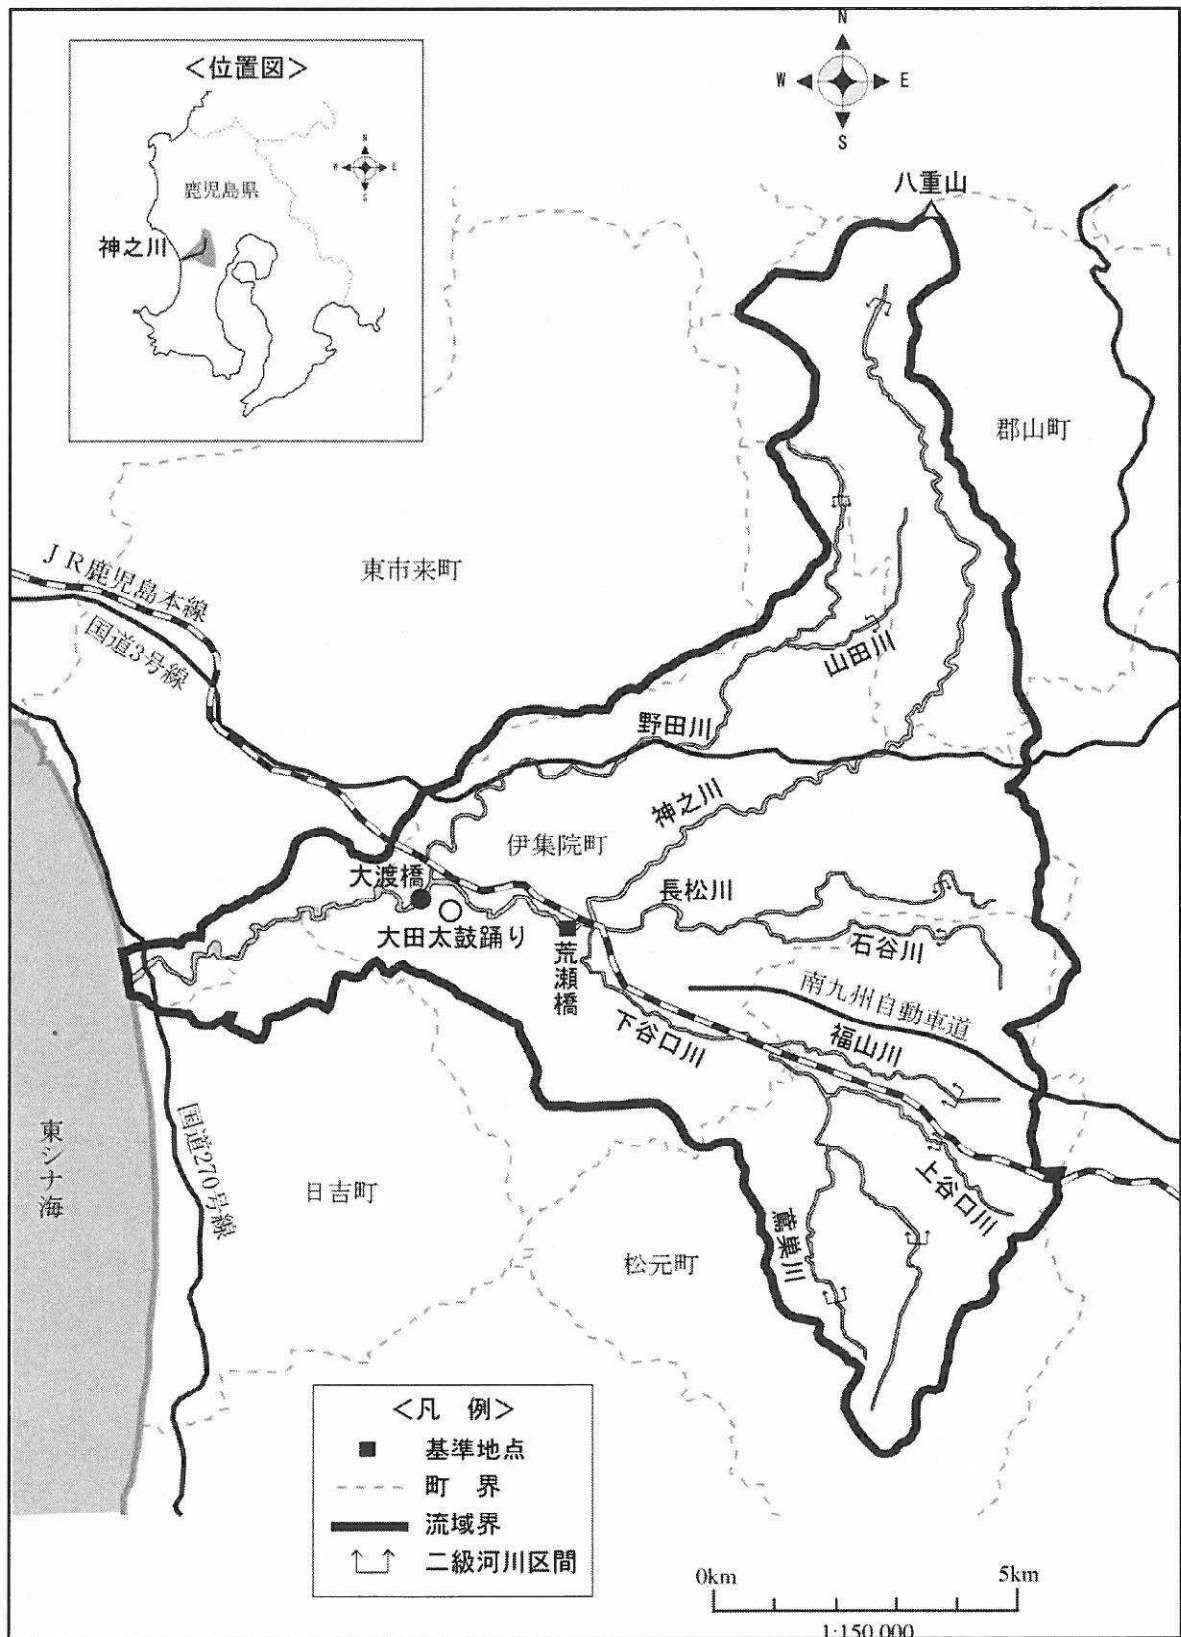 N
W
E
S
＜位置図＞
N
W
E
S
鹿児島県
神之川
八重山
郡山町
東市来町
ＪＲ鹿児島本線
国道3号線
山田川
野田川
神之川
伊集院町
大渡橋
長松川
大田太鼓踊り
荒瀬橋
石谷川
南九州自動車道
下谷口川
福山川
東シナ海
国道270号線
日吉町
上谷口川
鳶巣川
松元町
＜凡　例＞
基準地点
町　界
流域界
二級河川区間
0km
5km
1:150,000